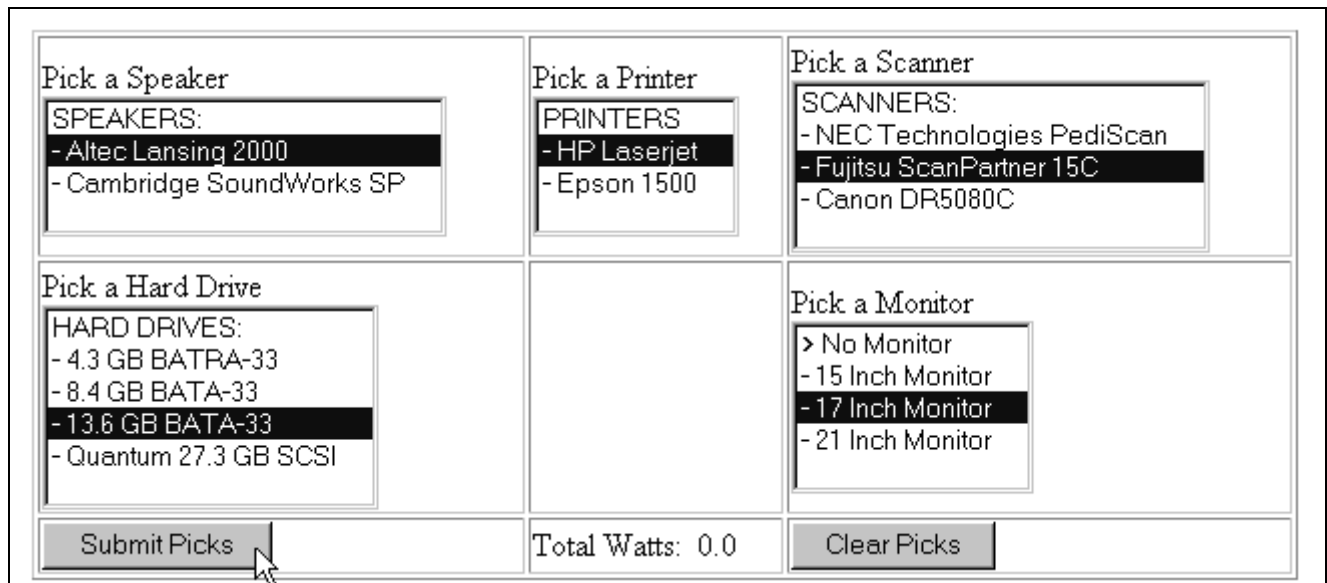 Pick a Speaker
SPEAKERS:
- Altec Lansing 2000
- Cambridge SoundWorks SP
Pick a Printer
PRINTERS
- HP Laserjet
- Epson 1500
Pick a Scanner
SCANNERS:
- NEC Technologies PediScan
- Fujitsu ScanPartner 15C
- Canon DR5080C
Pick a Hard Drive
HARD DRIVES:
- 4.3 GB BATRA-33
- 8.4 GB BATA-33
- 13.6 GB BATA-33
- Quantum 27.3 GB SCSI
Pick a Monitor
> No Monitor
- 15 Inch Monitor
- 17 Inch Monitor
- 21 Inch Monitor
Submit Picks
Total Watts: 0.0
Clear Picks